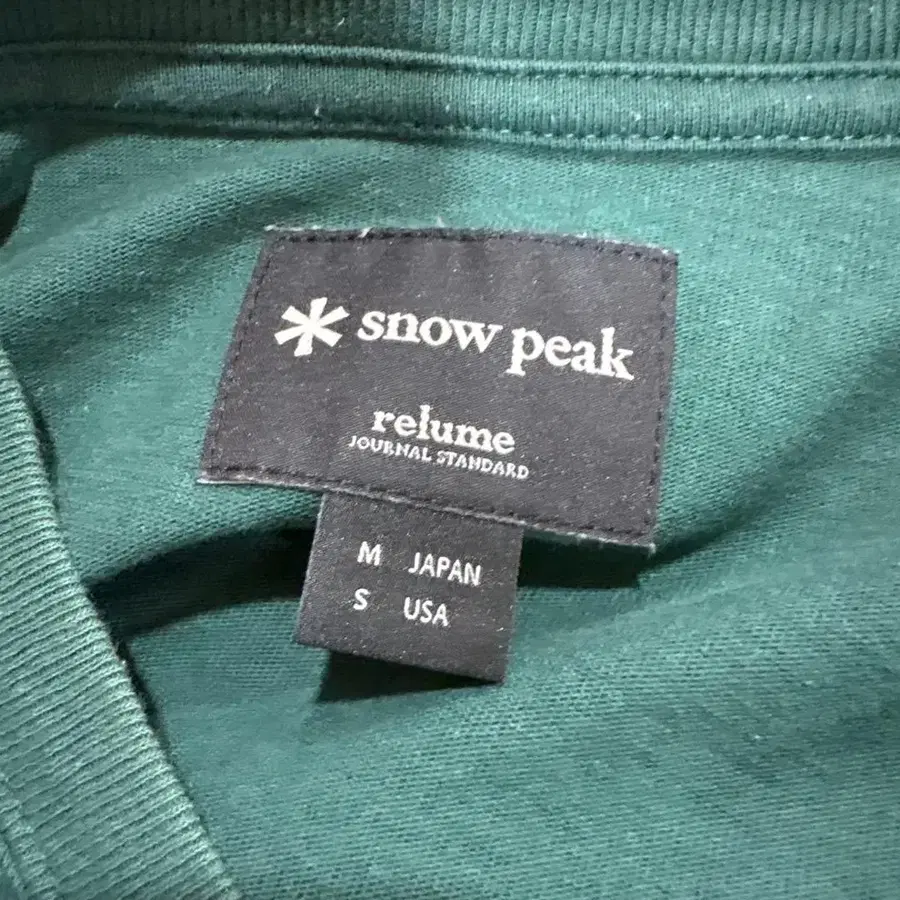 snow peak
relume
JOURNAL STANDARD
M JAPAN
S USA